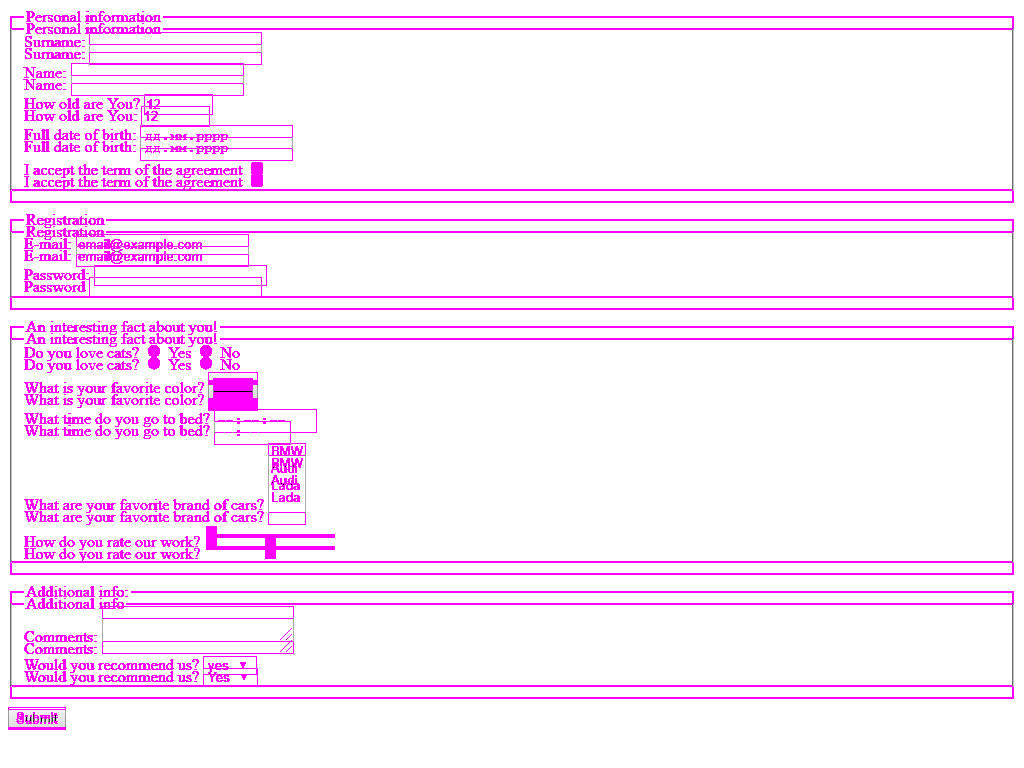 Personal information
Personal information
Surname:
Surname:
Name:
Name:
How old are You? 12
How old are You: 12
Full date of birth: дд.мм.гггг
Full date of birth: дд.мм.гггг
I accept the term of the agreement
I accept the term of the agreement
Registration
Registration
E-mail: email@example.com
E-mail: email@example.com
Password:
Password
An interesting fact about you!
An interesting fact about you!
Do you love cats? Yes No
Do you love cats? Yes No
What is your favorite color?
What is your favorite color?
What time do you go to bed? --:--:--
What time do you go to bed? --:--
BMW
BMW
Audi
Audi
Lada
Lada
What are your favorite brand of cars?
What are your favorite brand of cars?
How do you rate our work?
How do you rate our work?
Additional info:
Additional info
Comments:
Comments:
Would you recommend us? yes
Would you recommend us? Yes
Submit